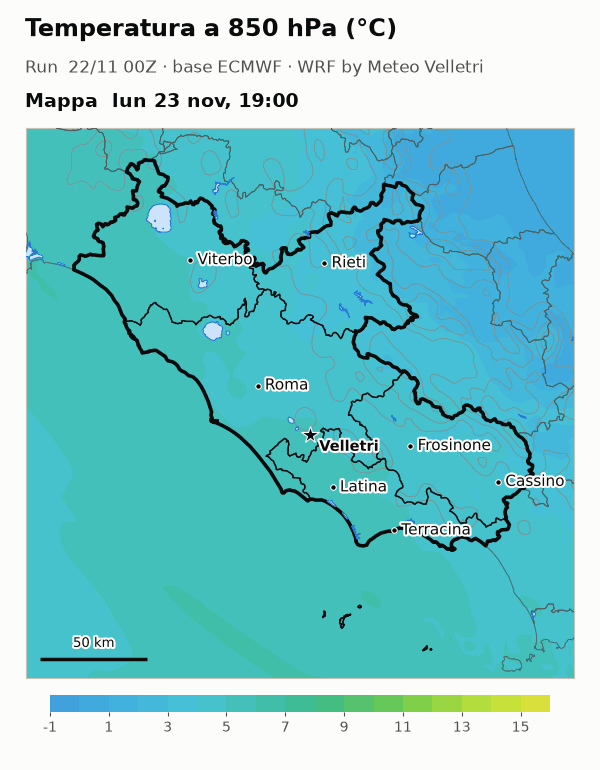 Temperatura a 850 hPa (°C)
Run  22/11 00Z · base ECMWF · WRF by Meteo Velletri
Mappa  lun 23 nov, 19:00
Viterbo
Rieti
Roma
Velletri
Frosinone
Cassino
Latina
Terracina
50 km
-1 1 3 5 7 9 11 13 15